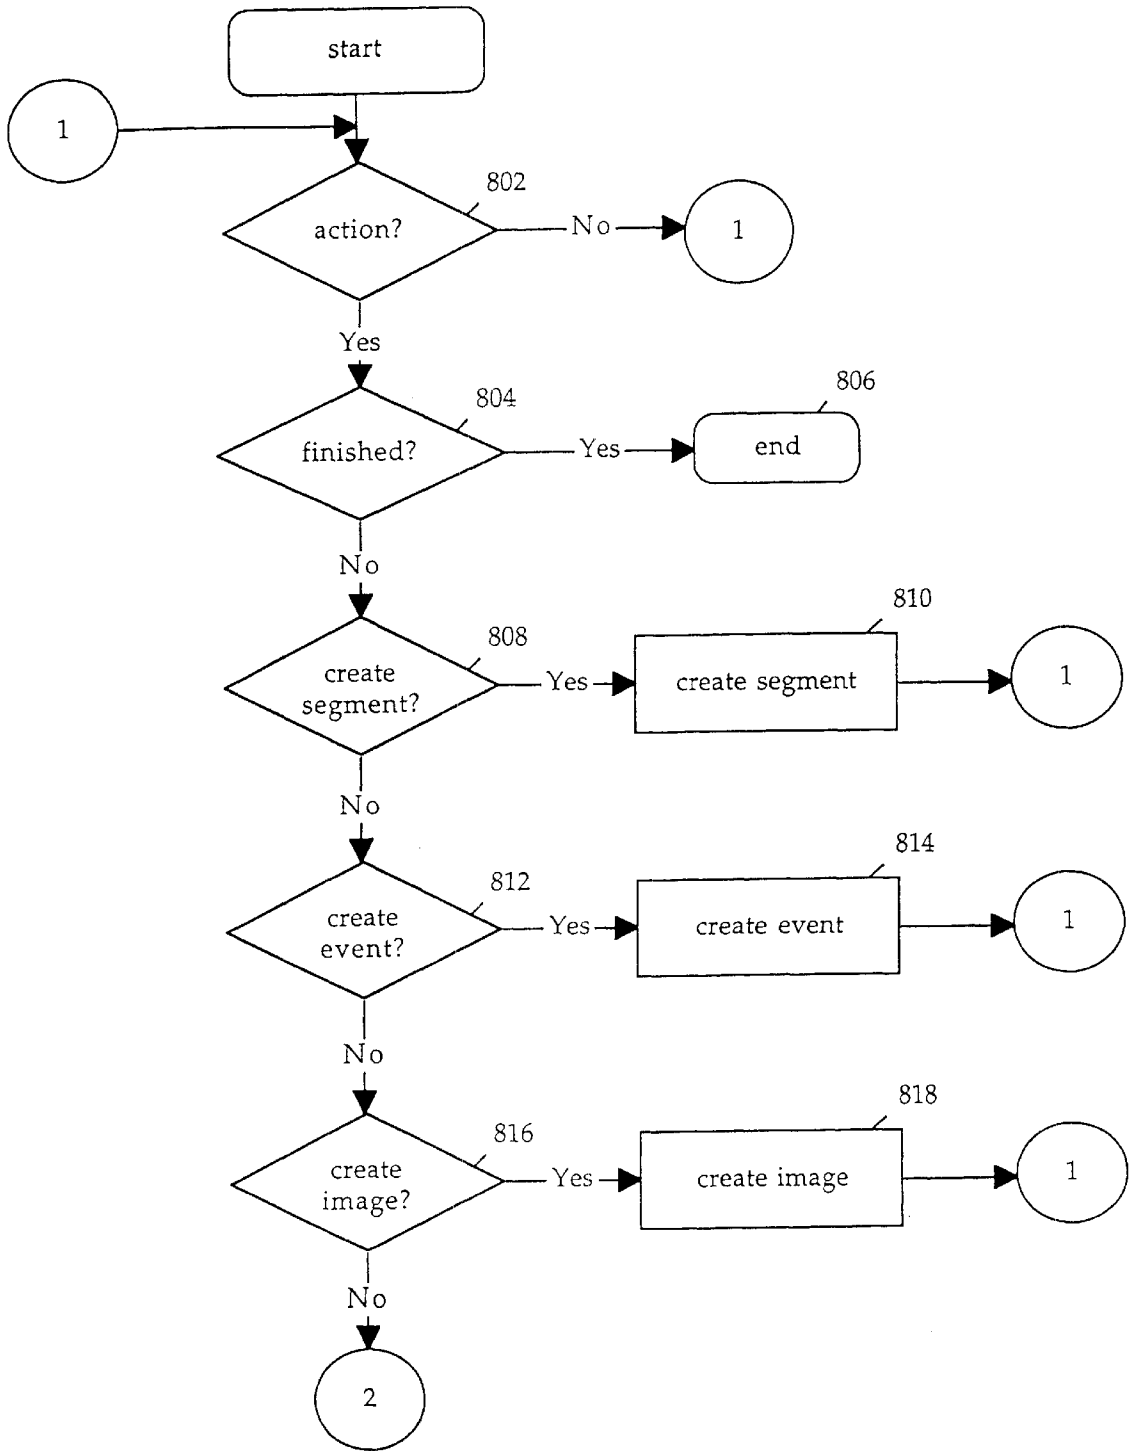 start
1
802
action?
No
1
Yes
804
806
finished?
Yes
end
No
808
810
create
segment?
Yes
create segment
1
No
812
814
create
event?
Yes
create event
1
No
816
818
create
image?
Yes
create image
1
No
2